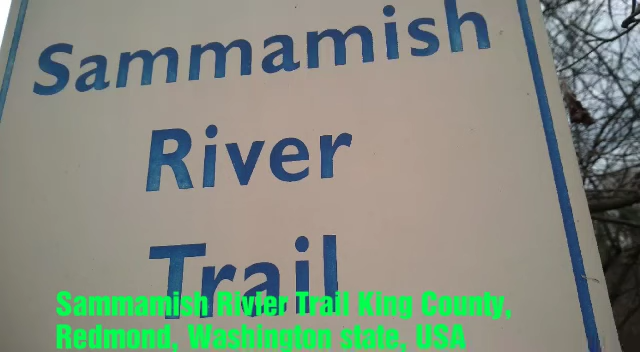 Sammamish
River
Trail
Sammamish Rivier Trail King County,
Redmond, Washington state, USA